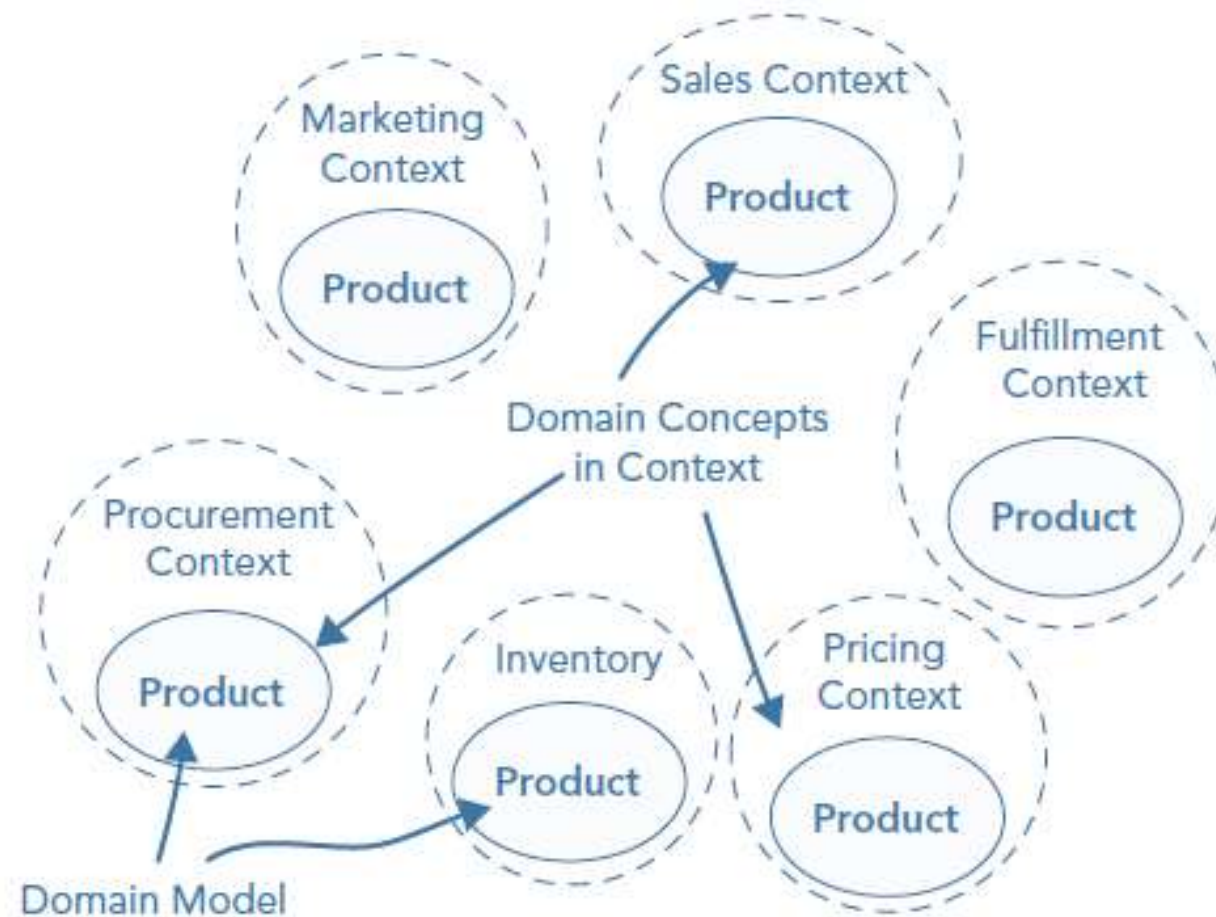 Marketing
Context
Product
Sales Context
Product
Fulfillment
Context
Product
Domain Concepts
in Context
Procurement
Context
Product
Inventory
Product
Pricing
Context
Product
Domain Model